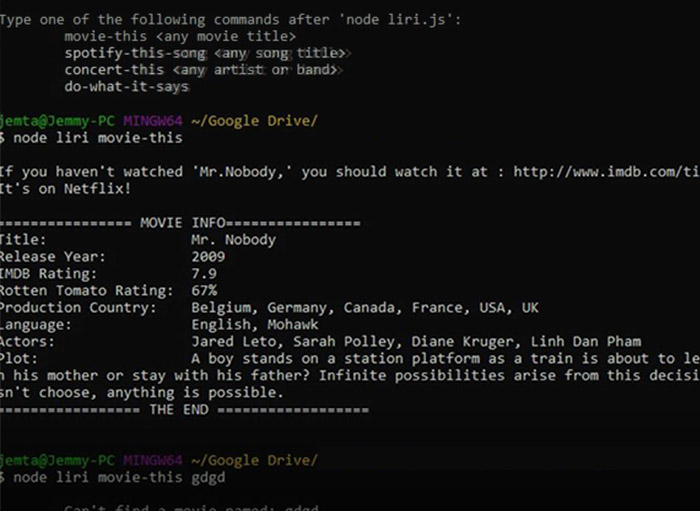 Type one of the following commands after 'node liri.js':
movie-this <any movie title>
spotify-this-song <any song title>
concert-this <any artist or band>
do-what-it-says
jemta@Jemmy-PC MINGW64 ~/Google Drive/
$ node liri movie-this
If you haven't watched 'Mr.Nobody,' you should watch it at : http://www.imdb.com/ti
It's on Netflix!
================ MOVIE INFO================
Title: Mr. Nobody
Release Year: 2009
IMDB Rating: 7.9
Rotten Tomato Rating: 67%
Production Country: Belgium, Germany, Canada, France, USA, UK
Language: English, Mohawk
Actors: Jared Leto, Sarah Polley, Diane Kruger, Linh Dan Pham
Plot: A boy stands on a station platform as a train is about to le
h his mother or stay with his father? Infinite possibilities arise from this decisi
sn't choose, anything is possible.
================= THE END ==================
jemta@Jemmy-PC MINGW64 ~/Google Drive/
$ node liri movie-this gdgd
Can't find a movie named: gdgd